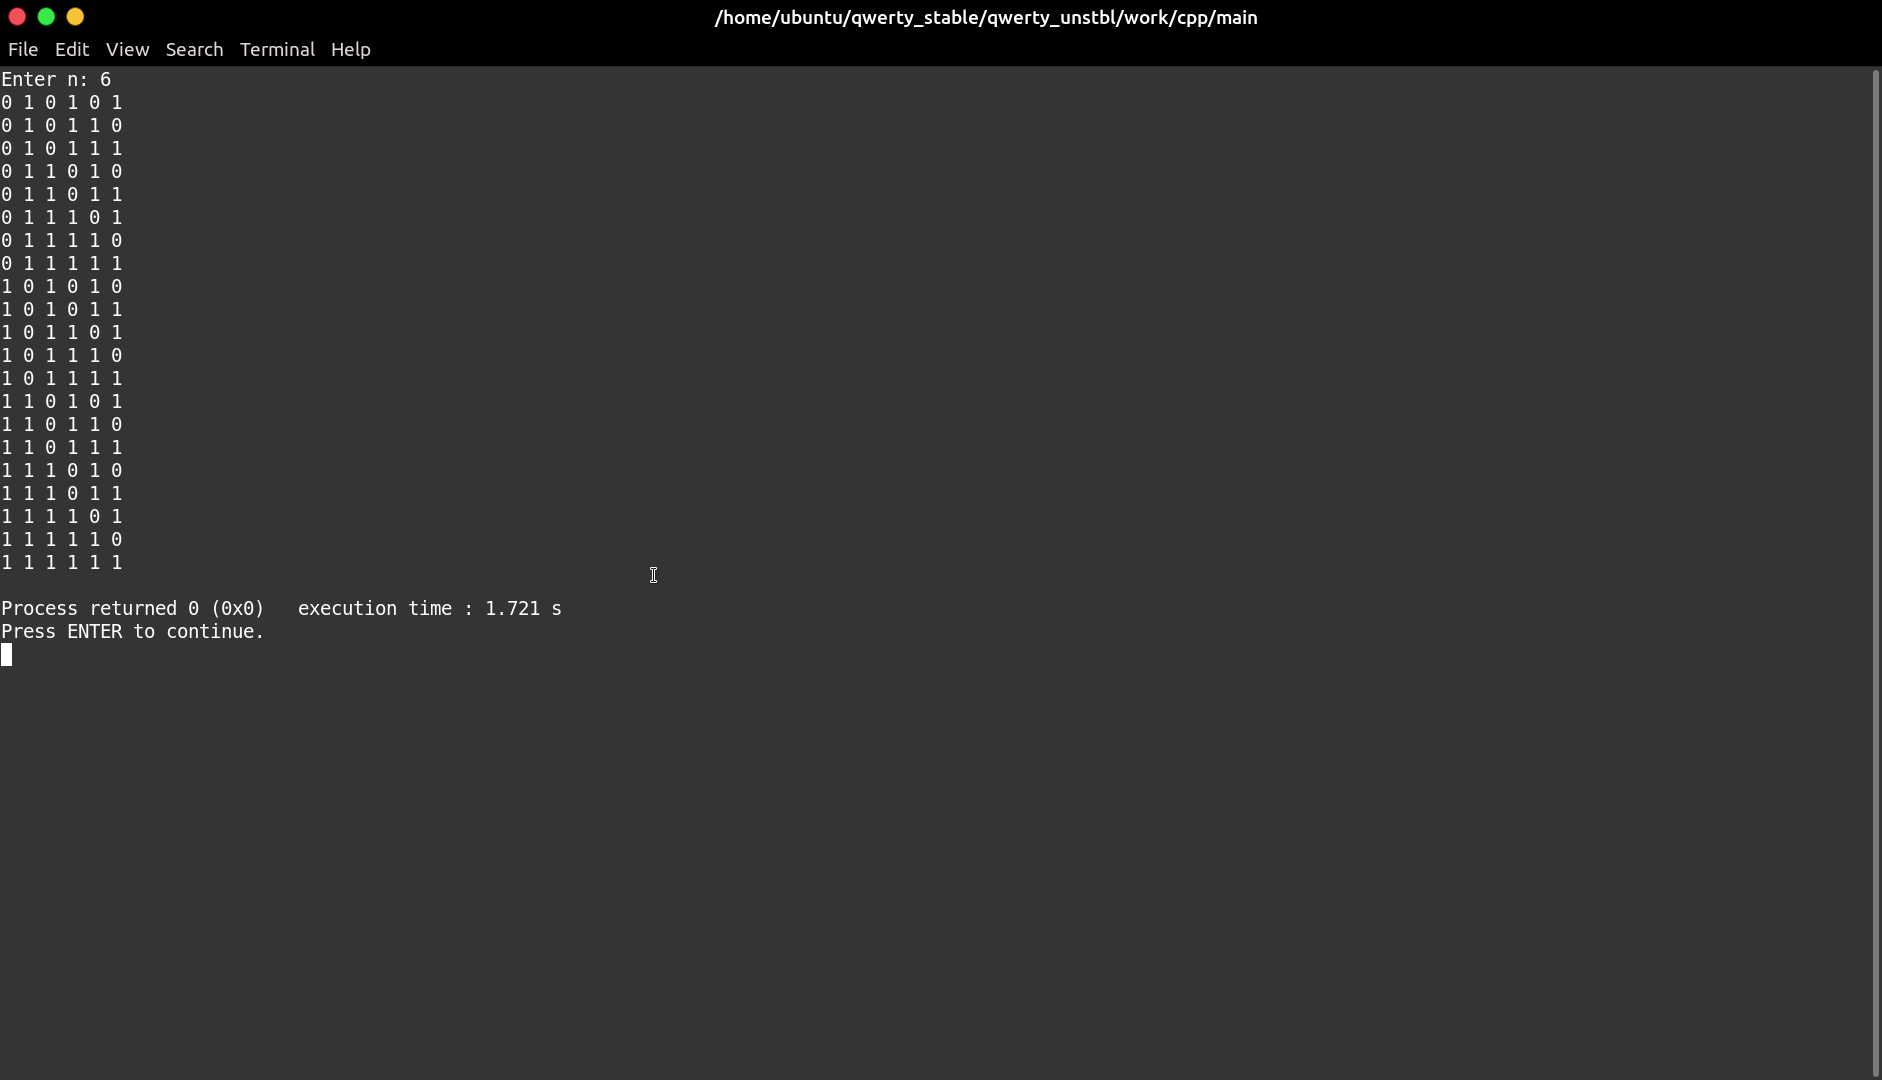 /home/ubuntu/qwerty_stable/qwerty_unstbl/work/cpp/main
File Edit View Search Terminal Help
Enter n: 6
0 1 0 1 0 1
0 1 0 1 1 0
0 1 0 1 1 1
0 1 1 0 1 0
0 1 1 0 1 1
0 1 1 1 0 1
0 1 1 1 1 0
0 1 1 1 1 1
1 0 1 0 1 0
1 0 1 0 1 1
1 0 1 1 0 1
1 0 1 1 1 0
1 0 1 1 1 1
1 1 0 1 0 1
1 1 0 1 1 0
1 1 0 1 1 1
1 1 1 0 1 0
1 1 1 0 1 1
1 1 1 1 0 1
1 1 1 1 1 0
1 1 1 1 1 1
Process returned 0 (0x0)   execution time : 1.721 s
Press ENTER to continue.